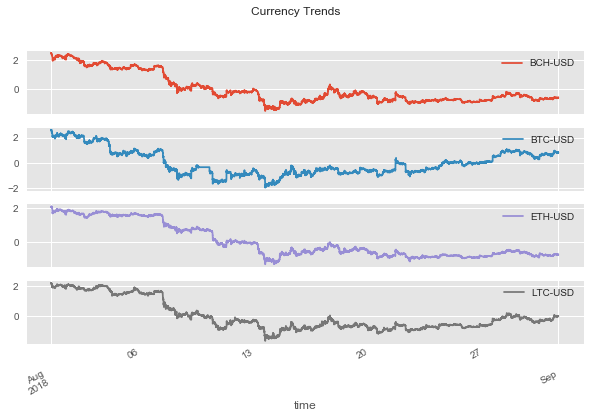 Currency Trends
2
0
BCH-USD
2
0
−2
BTC-USD
2
0
ETH-USD
2
0
LTC-USD
Aug
2018
06
13
20
27
Sep
time